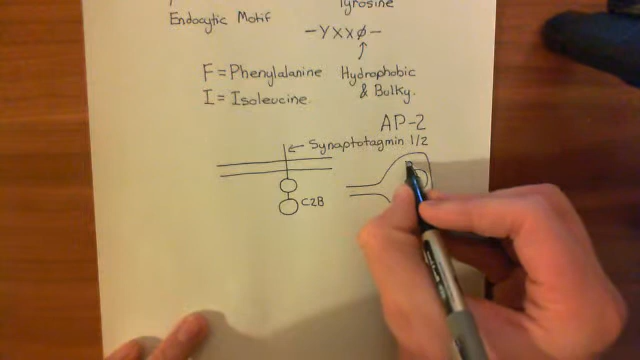 Tyrosine
Endocytic Motif
-YXXφ-
F = Phenylalanine
Hydrophobic
& Bulky.
I = Isoleucine
AP-2
Synaptotagmin 1/2
C2B